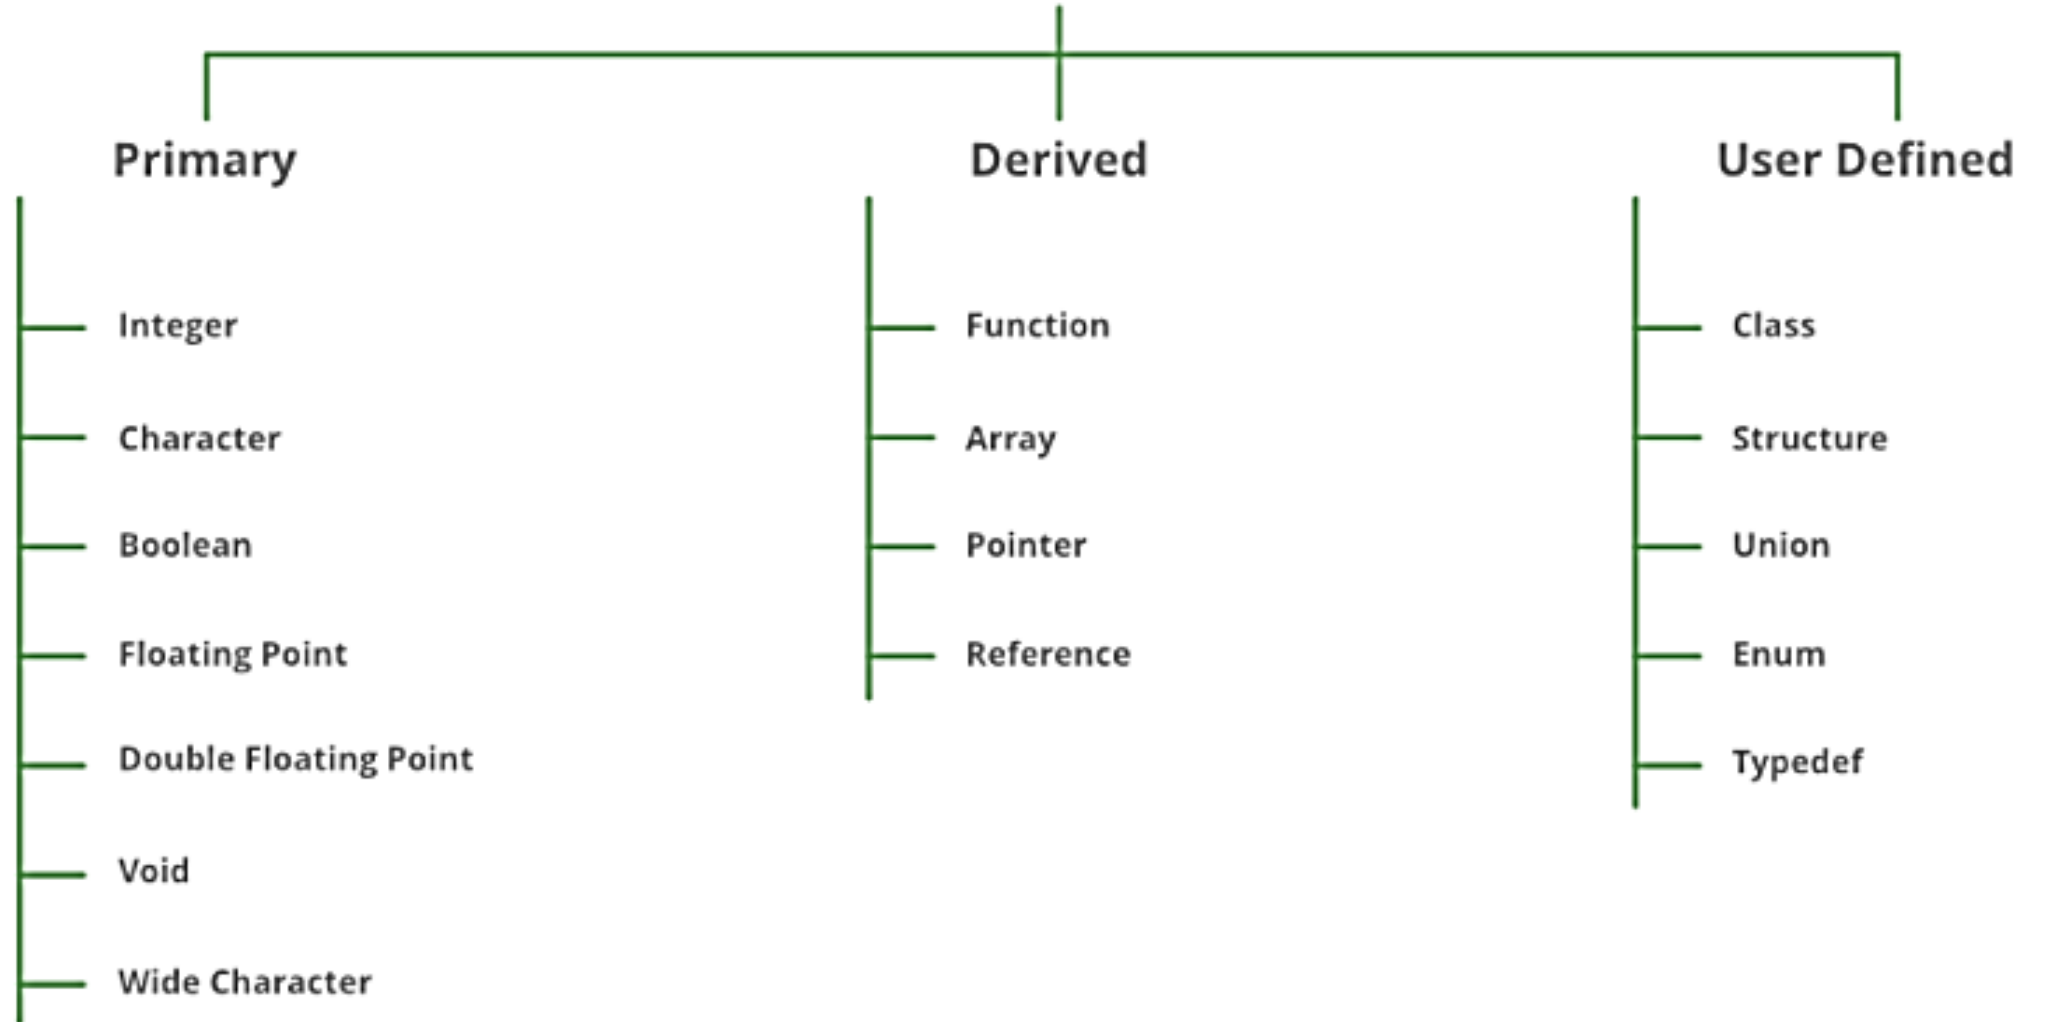 Primary
Integer
Character
Boolean
Floating Point
Double Floating Point
Void
Wide Character
Derived
Function
Array
Pointer
Reference
User Defined
Class
Structure
Union
Enum
Typedef